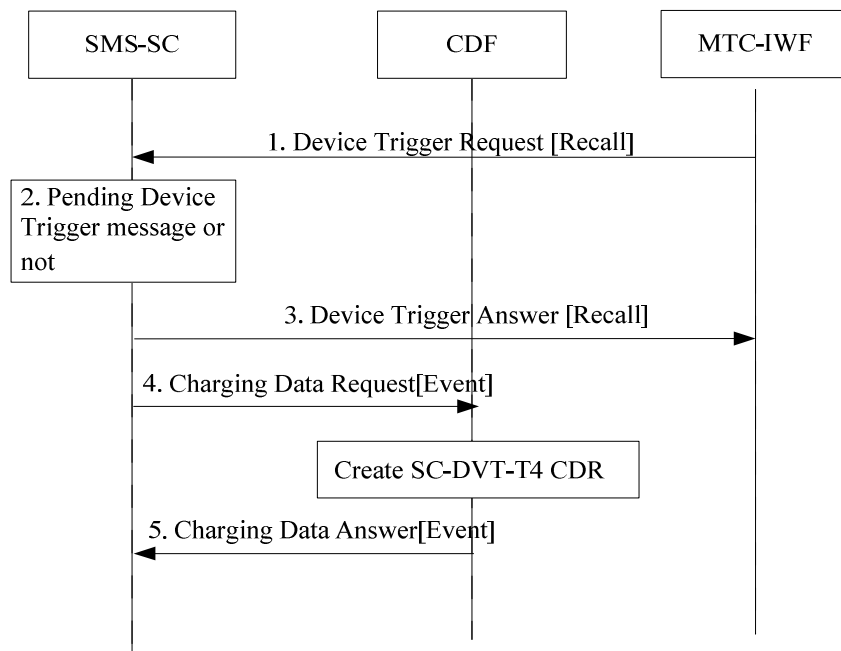 SMS-SC
CDF
MTC-IWF
1. Device Trigger Request [Recall]
2. Pending Device
Trigger message or
not
3. Device Trigger Answer [Recall]
4. Charging Data Request[Event]
Create SC-DVT-T4 CDR
5. Charging Data Answer[Event]